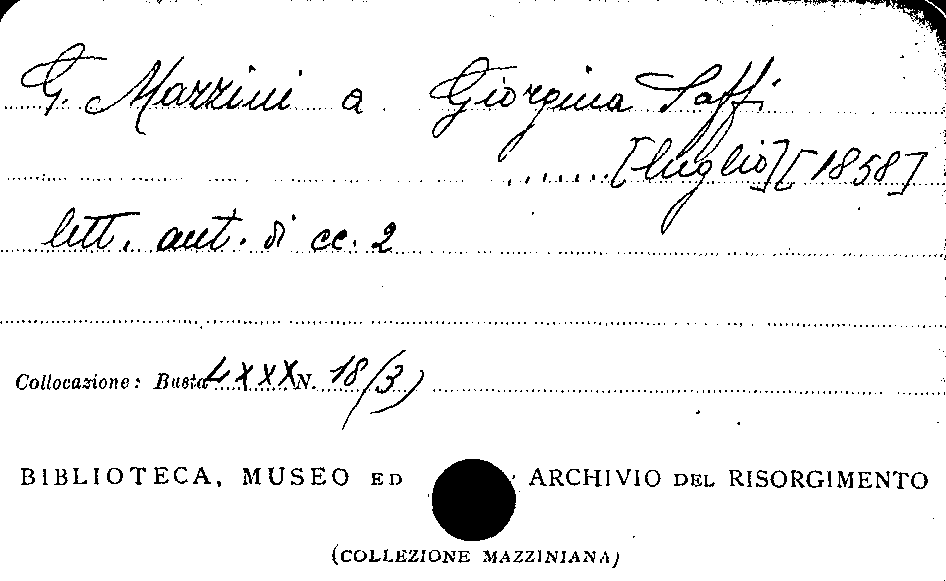 G. Mazzini a Giorgina Saffi
[luglio] [1858]
lett. aut. di cc. 2
Collocazione: Busta LXXX N. 18/3)
BIBLIOTECA, MUSEO ED ARCHIVIO DEL RISORGIMENTO
(COLLEZIONE MAZZINIANA)